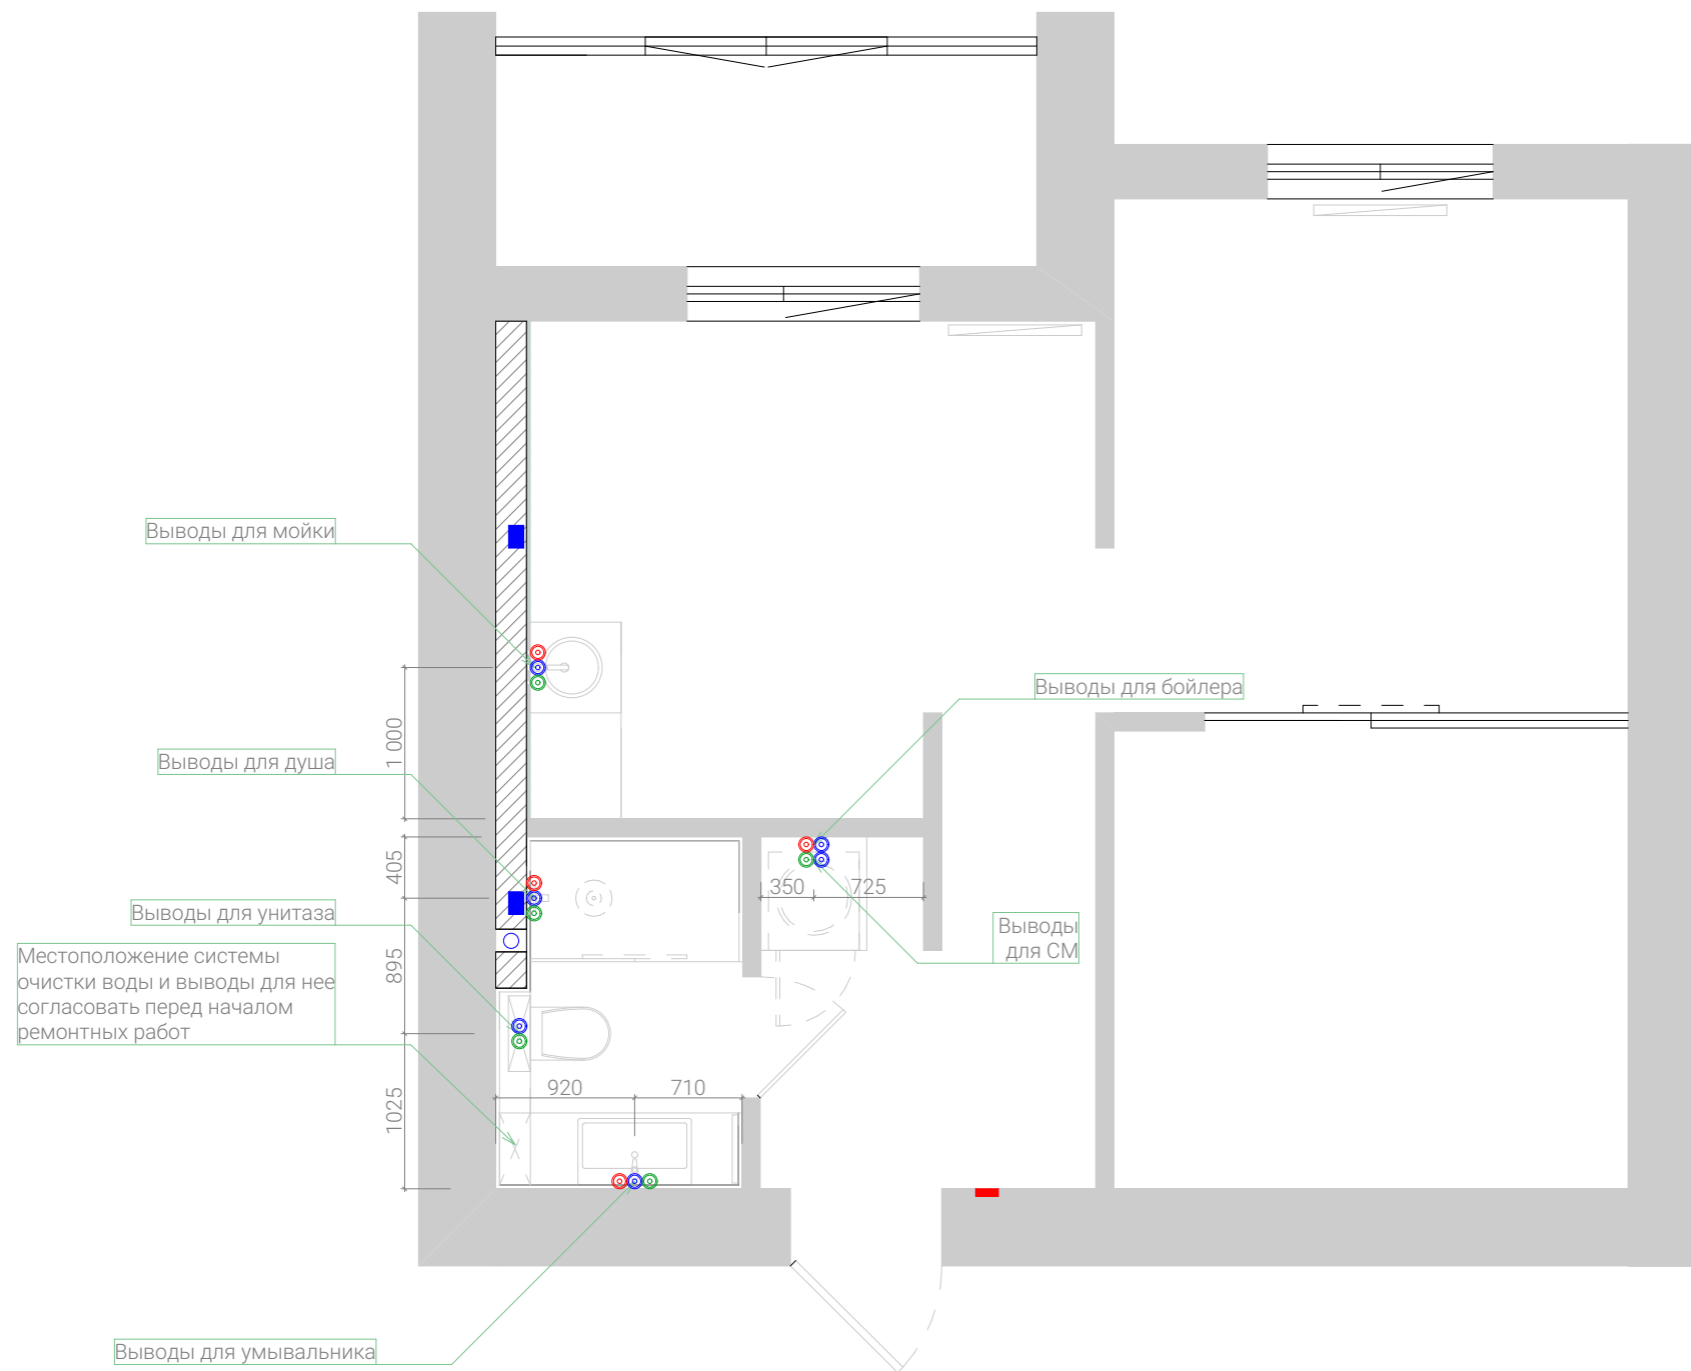 Выводы для мойки
Выводы для бойлера
1 000
Выводы для душа
405
350
725
Выводы для унитаза
Выводы
для СМ
Местоположение системы
очистки воды и выводы для нее
согласовать перед началом
ремонтных работ
895
920
710
1025
Выводы для умывальника